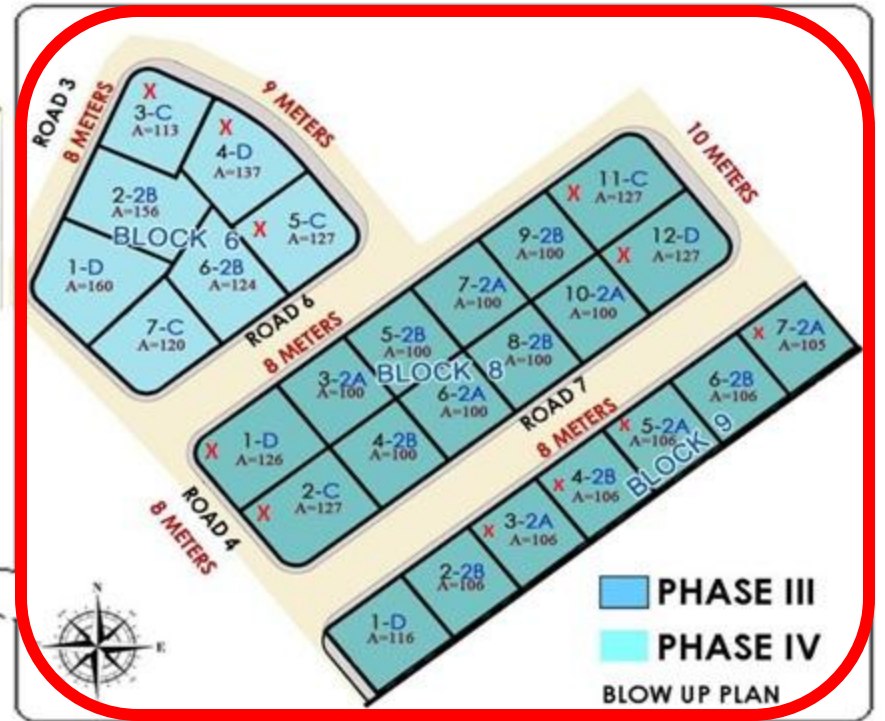 ROAD 3
8 METERS
9 METERS
X
3-C
A=113
X
4-D
A=137
2-2B
A=156
X
5-C
A=127
BLOCK 6
1-D
A=160
6-2B
A=124
7-C
A=120
ROAD 6
8 METERS
10 METERS
X
11-C
A=127
X
12-D
A=127
9-2B
A=100
10-2A
A=100
7-2A
A=100
8-2B
A=100
5-2B
A=100
BLOCK 8
6-2A
A=100
3-2A
A=100
4-2B
A=100
X
1-D
A=126
X
2-C
A=127
ROAD 4
8 METERS
ROAD 7
8 METERS
X
7-2A
A=105
6-2B
A=106
X
5-2A
A=106
BLOCK 9
X
4-2B
A=106
X
3-2A
A=106
2-2B
A=106
1-D
A=116
N
E
PHASE III
PHASE IV
BLOW UP PLAN